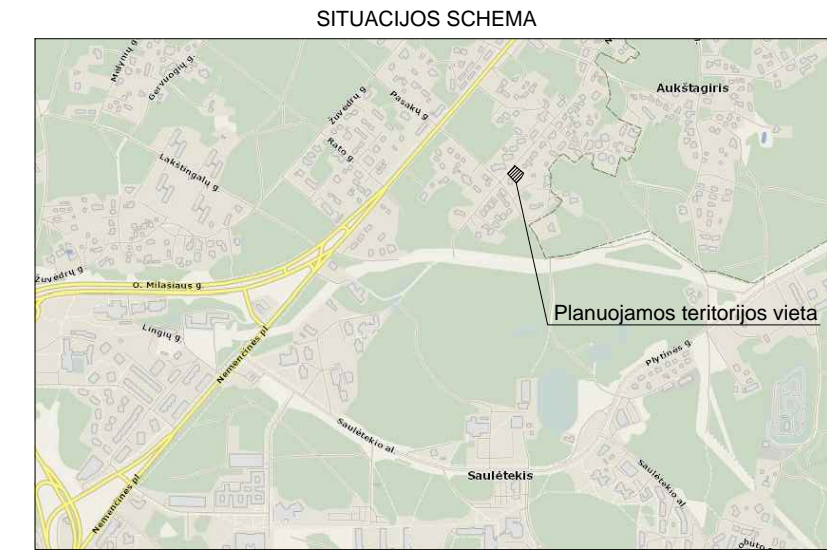 SITUACIJOS SCHEMA
Malynių g.
Gervuogių g.
Žuvėdrų g.
Pasakų g
Rato g.
Aukštagiris
Lakštingalų g.
Žuvėdrų g.
O. Milašiaus g.
Planuojamos teritorijos vieta
Lingių g.
Nemenčinės pl
Plytinės g.
Saulėtekio al.
Saulėtekis
Saulėtekio al
Nemenčinės pl